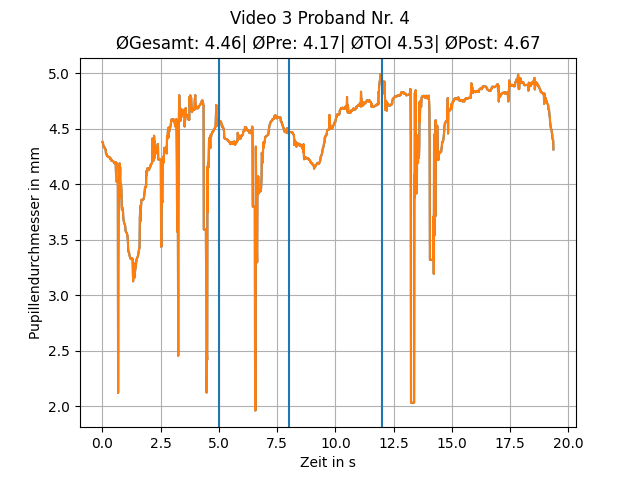 Video 3 Proband Nr. 4
ØGesamt: 4.46| ØPre: 4.17| ØTOI 4.53| ØPost: 4.67
Pupillendurchmesser in mm
5.0
4.5
4.0
3.5
3.0
2.5
2.0
0.0 2.5 5.0 7.5 10.0 12.5 15.0 17.5 20.0
Zeit in s